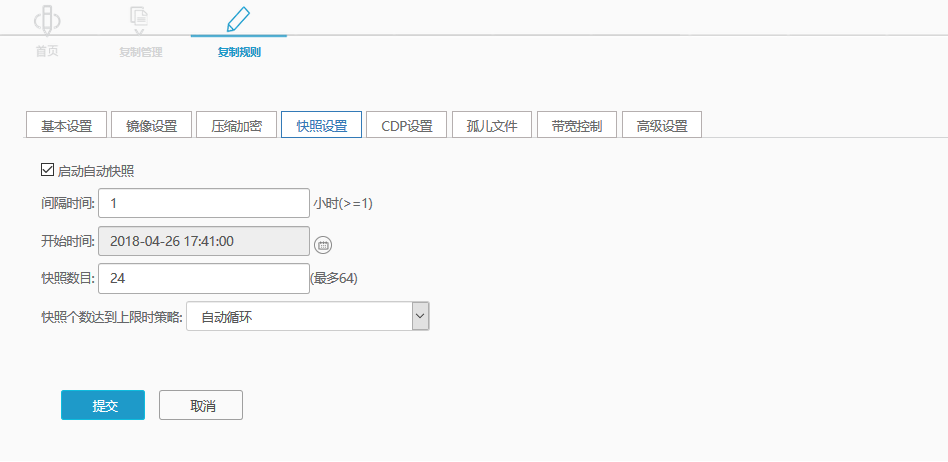 首页 复制管理 复制规则
基本设置 镜像设置 压缩加密 快照设置 CDP设置 孤儿文件 带宽控制 高级设置
启动自动快照
间隔时间: 1 小时(>=1)
开始时间: 2018-04-26 17:41:00
快照数目: 24 (最多64)
快照个数达到上限时策略: 自动循环
提交 取消